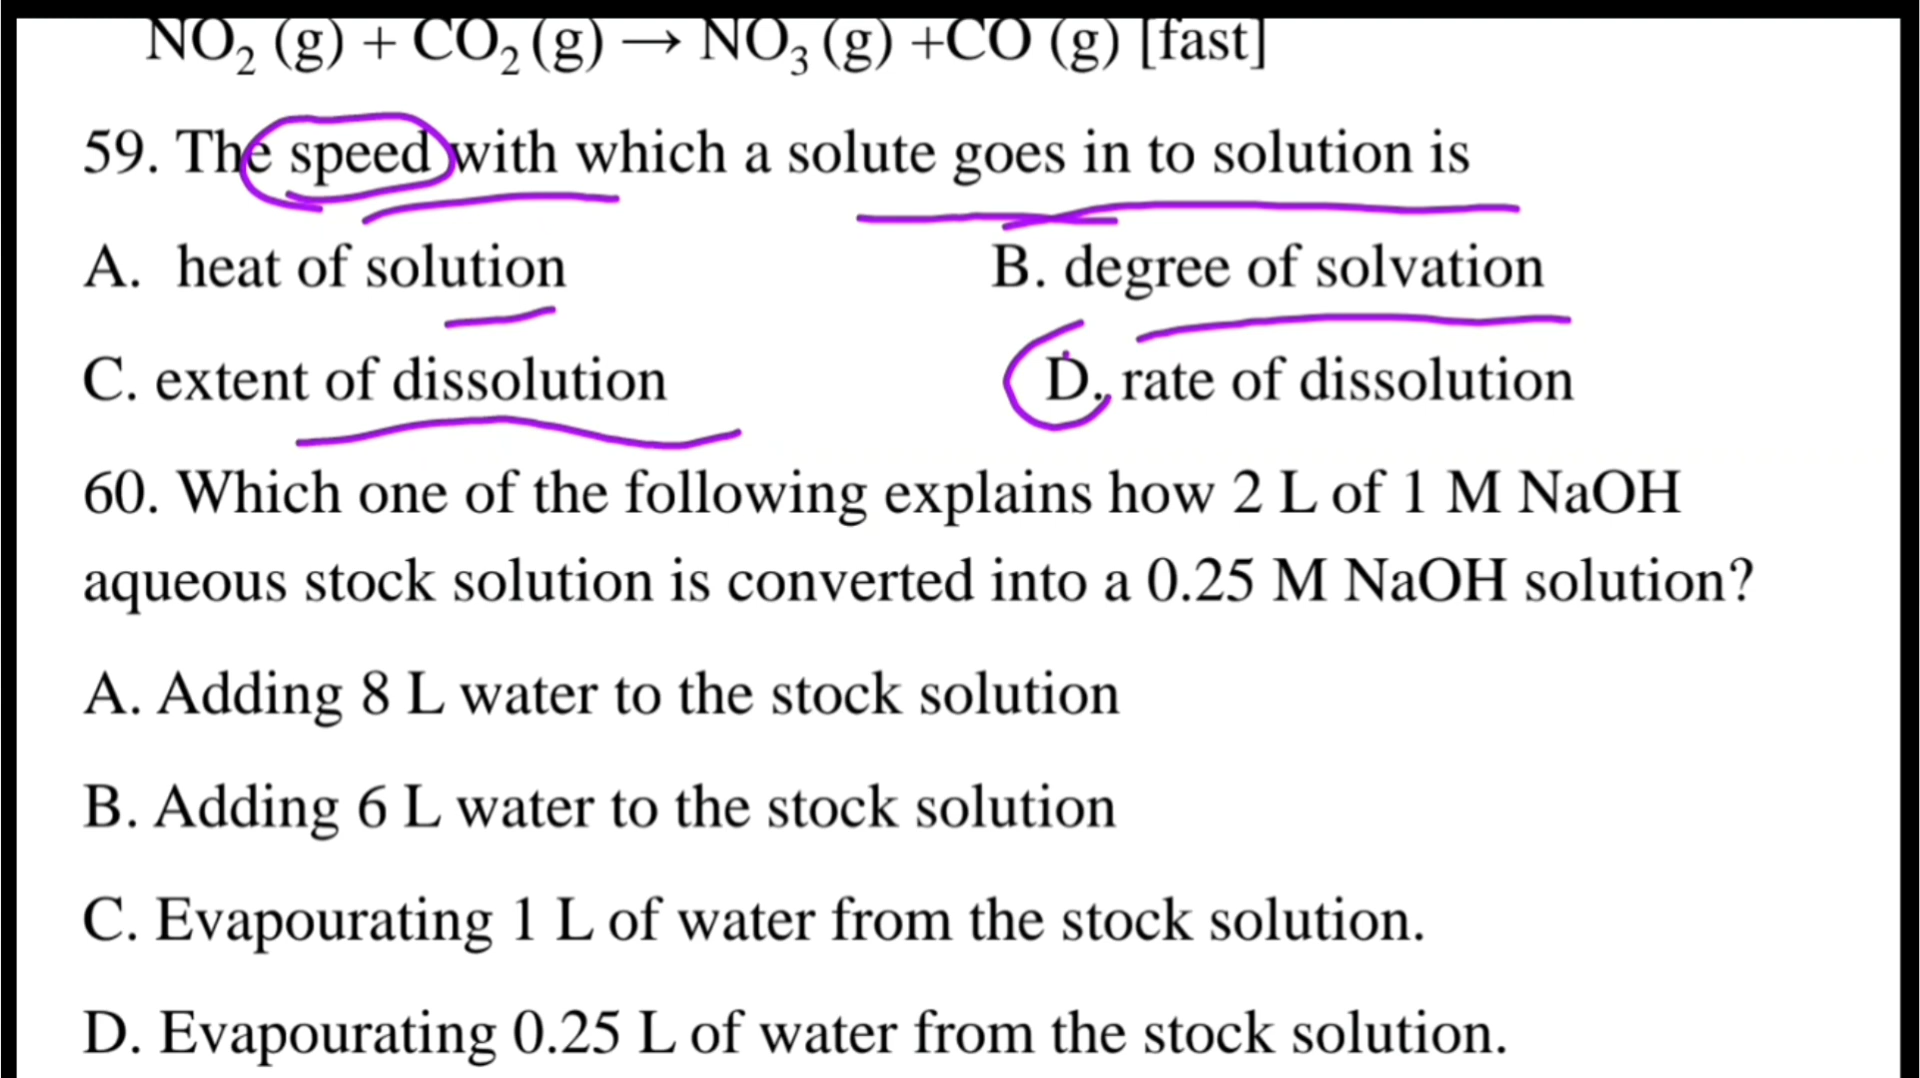 NO₂ (g) + CO₂ (g) → NO₃ (g) +CO (g) [fast]
59. The speed with which a solute goes in to solution is
A. heat of solution B. degree of solvation
C. extent of dissolution D. rate of dissolution
60. Which one of the following explains how 2 L of 1 M NaOH
aqueous stock solution is converted into a 0.25 M NaOH solution?
A. Adding 8 L water to the stock solution
B. Adding 6 L water to the stock solution
C. Evapourating 1 L of water from the stock solution.
D. Evapourating 0.25 L of water from the stock solution.